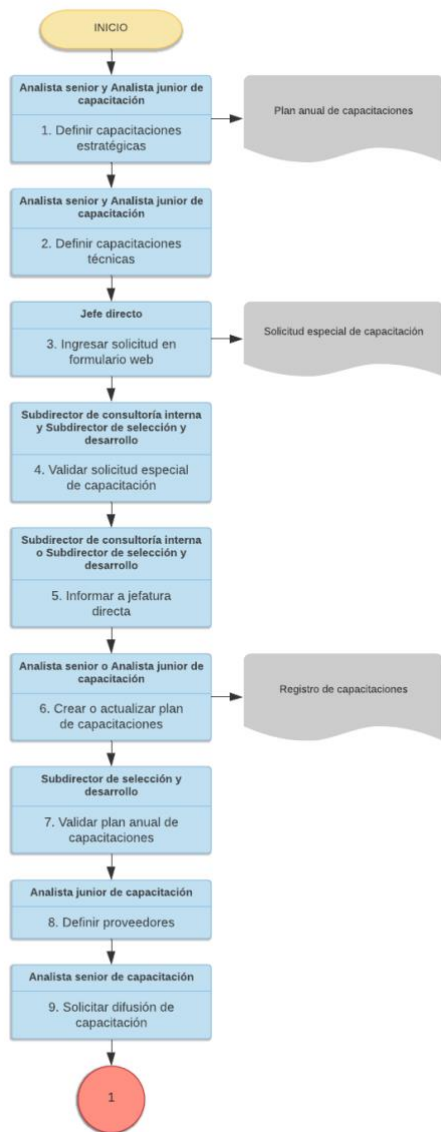 INICIO
Analista senior y Analista junior de
capacitación
1. Definir capacitaciones
estratégicas
Plan anual de capacitaciones
Analista senior y Analista junior de
capacitación
2. Definir capacitaciones
técnicas
Jefe directo
3. Ingresar solicitud en
formulario web
Solicitud especial de capacitación
Subdirector de consultoría interna
y Subdirector de selección y
desarrollo
4. Validar solicitud especial
de capacitación
Subdirector de consultoría interna
o Subdirector de selección y
desarrollo
5. Informar a jefatura
directa
Analista senior o Analista junior de
capacitación
6. Crear o actualizar plan
de capacitaciones
Registro de capacitaciones
Subdirector de selección y
desarrollo
7. Validar plan anual de
capacitaciones
Analista junior de capacitación
8. Definir proveedores
Analista senior de capacitación
9. Solicitar difusión de
capacitación
1